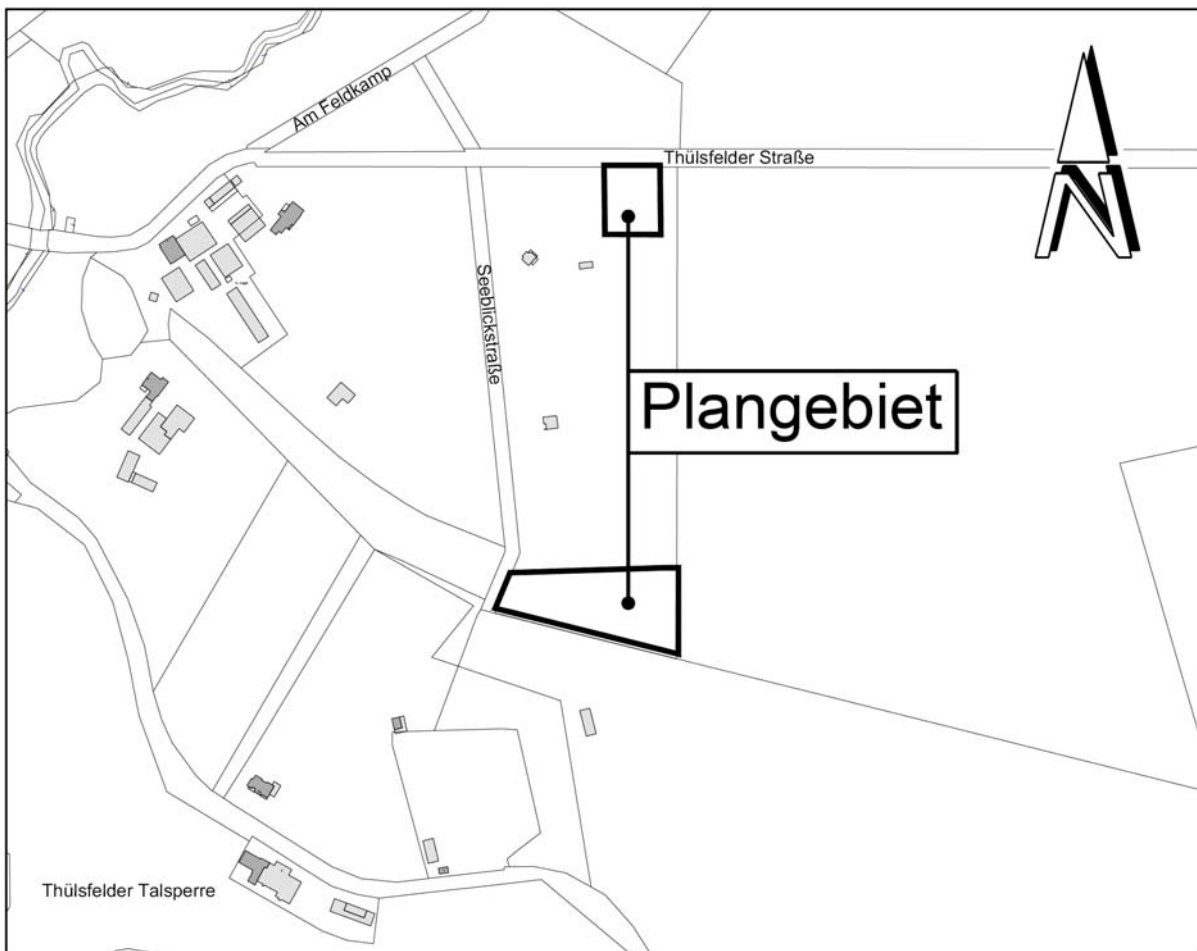 Am Feldkamp
Thülsfelder Straße
N
Seeblickstraße
Plangebiet
Thülsfelder Talsperre